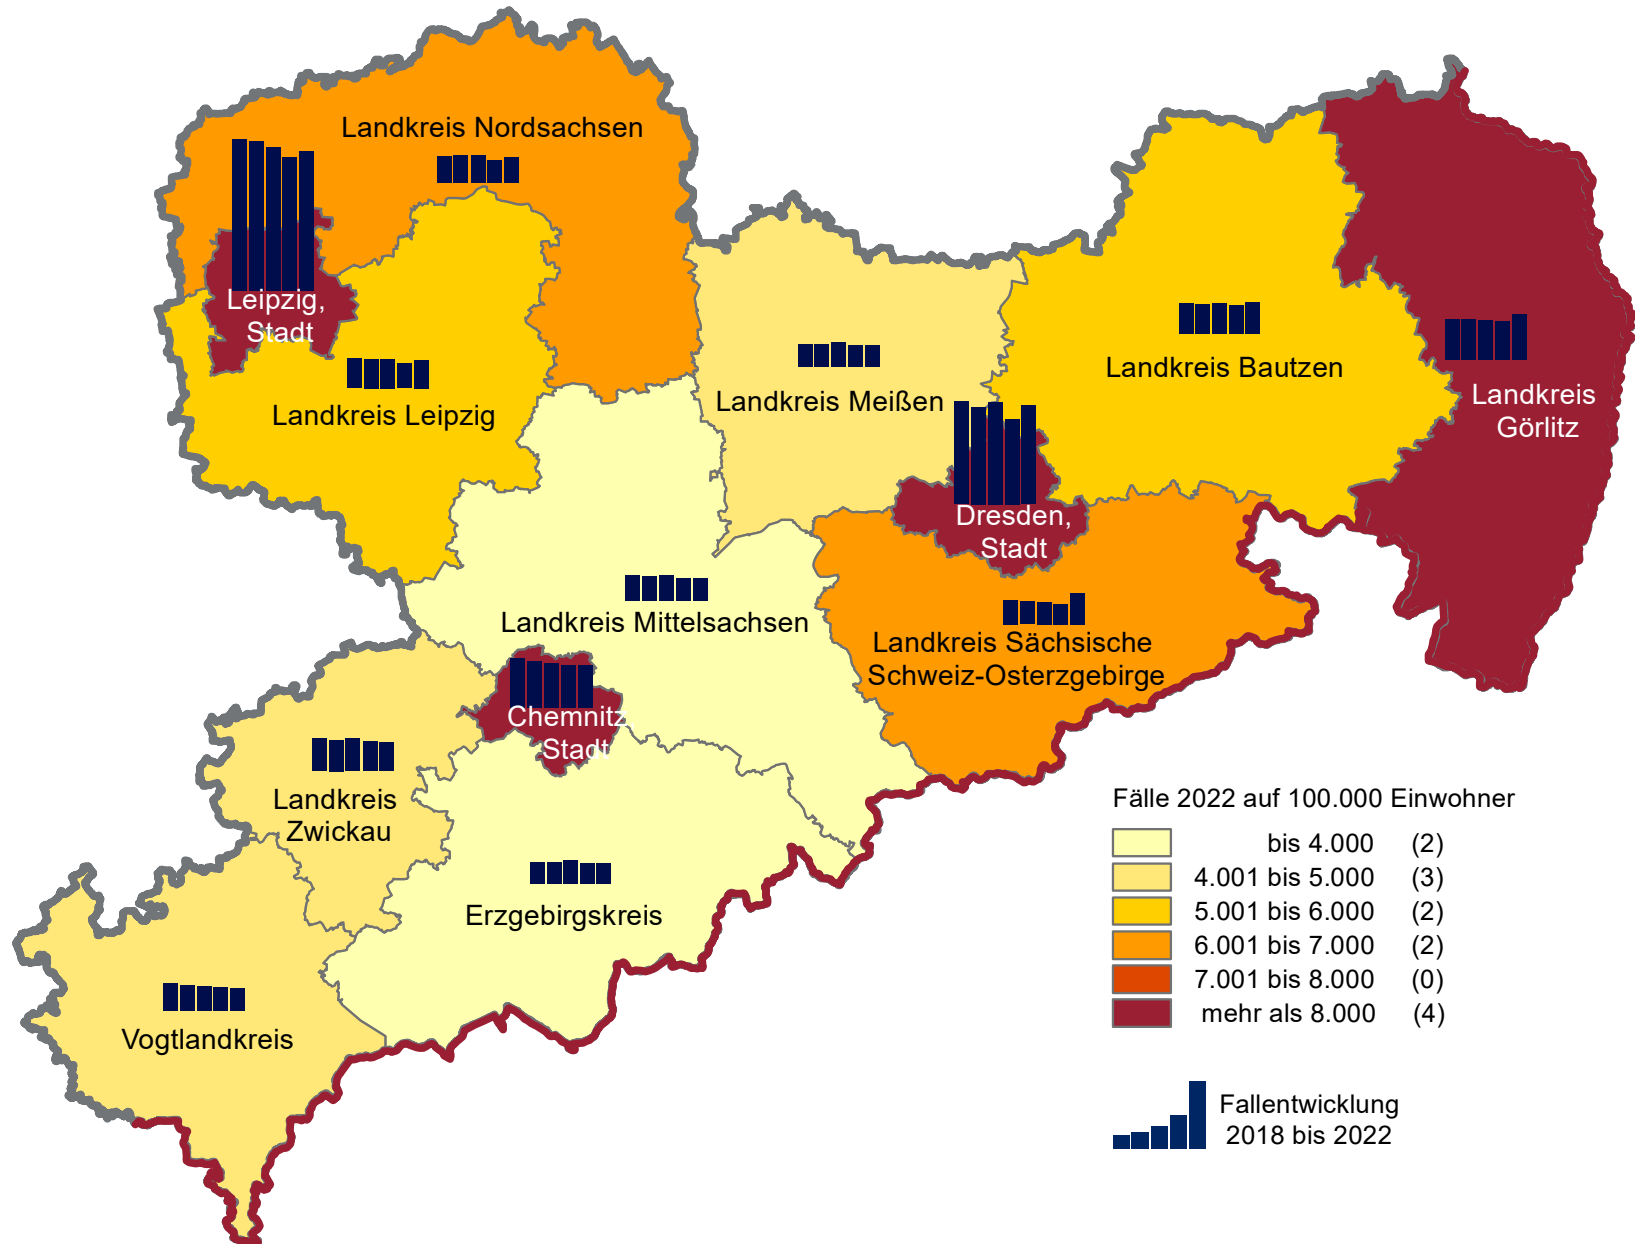 Landkreis Nordsachsen
Leipzig,
Stadt
Landkreis Leipzig
Landkreis Meißen
Landkreis Bautzen
Landkreis
Görlitz
Dresden,
Stadt
Landkreis Mittelsachsen
Landkreis Sächsische
Schweiz-Osterzgebirge
Chemnitz,
Stadt
Landkreis
Zwickau
Erzgebirgskreis
Vogtlandkreis
Fälle 2022 auf 100.000 Einwohner
bis 4.000 (2)
4.001 bis 5.000 (3)
5.001 bis 6.000 (2)
6.001 bis 7.000 (2)
7.001 bis 8.000 (0)
mehr als 8.000 (4)
Fallentwicklung
2018 bis 2022